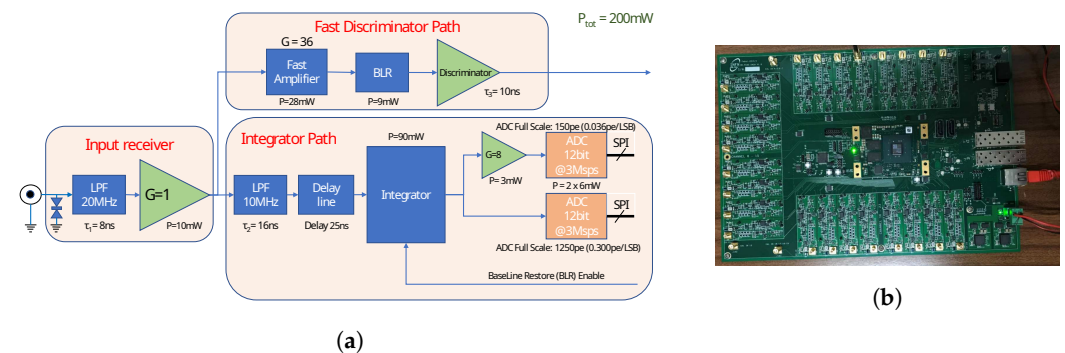 Fast Discriminator Path
P_tot = 200mW
G = 36
Fast
Amplifier
BLR
Discriminator
P=28mW
P=9mW
τ₃= 10ns
Input receiver
LPF
20MHz
G=1
τ₁= 8ns
P=10mW
Integrator Path
P=90mW
ADC Full Scale: 150pe (0.036pe/LSB)
G=8
ADC
12bit
@3Msps
SPI
P= 3mW
P = 2 x 6mW
LPF
10MHz
Delay
line
Integrator
ADC
12bit
@3Msps
SPI
τ₂= 16ns
Delay 25ns
ADC Full Scale: 1250pe (0.300pe/LSB)
BaseLine Restore (BLR) Enable
(a)
(b)